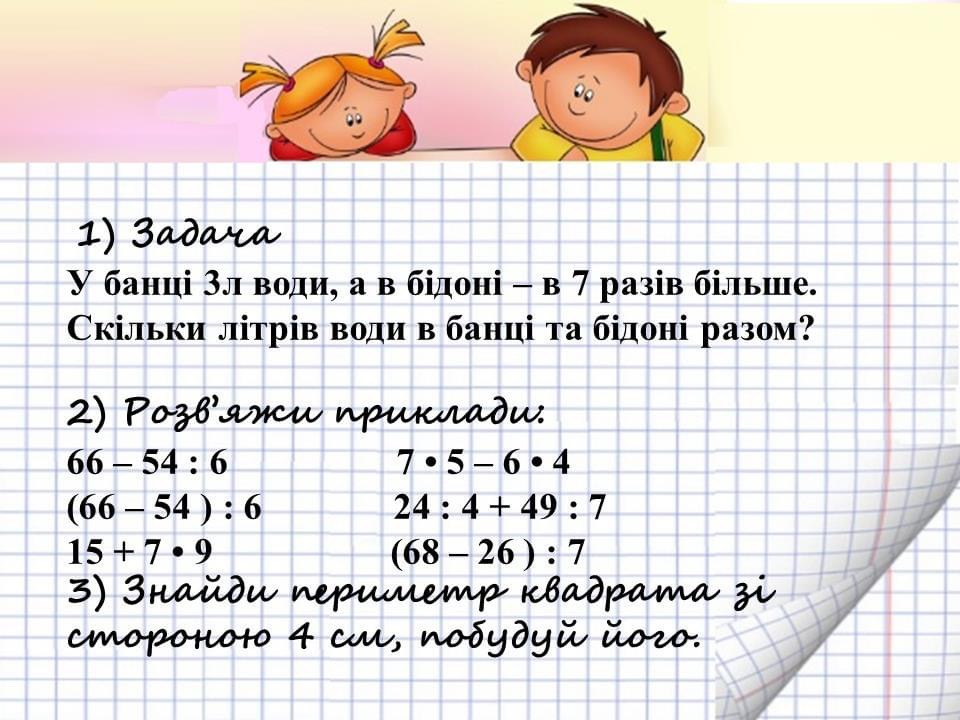 1) Задача
У банці 3л води, а в бідоні – в 7 разів більше.
Скільки літрів води в банці та бідоні разом?
2) Розв’яжи приклади:
66 – 54 : 6 7 • 5 – 6 • 4
(66 – 54 ) : 6 24 : 4 + 49 : 7
15 + 7 • 9 (68 – 26 ) : 7
3) Знайди периметр квадрата зі
стороною 4 см, побудуй його.